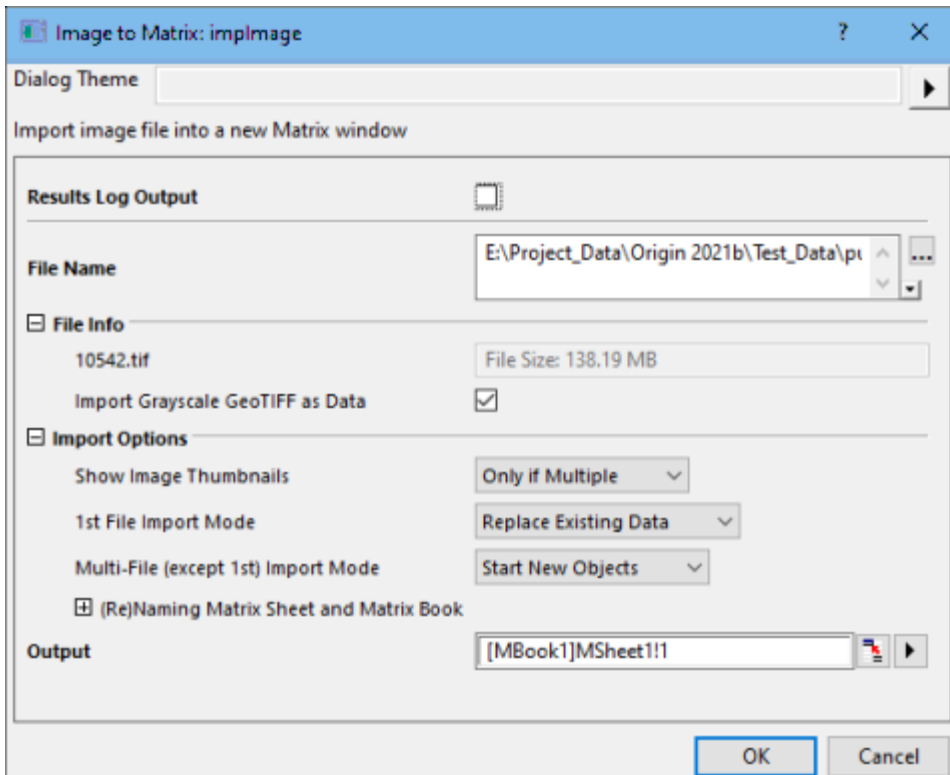 Image to Matrix: impImage
Dialog Theme
Import image file into a new Matrix window
Results Log Output
File Name E:\Project_Data\Origin 2021b\Test_Data\pu ...
File Info
10542.tif File Size: 138.19 MB
Import Grayscale GeoTIFF as Data
Import Options
Show Image Thumbnails Only if Multiple
1st File Import Mode Replace Existing Data
Multi-File (except 1st) Import Mode Start New Objects
(Re)Naming Matrix Sheet and Matrix Book
Output [MBook1]MSheet1!1
OK Cancel